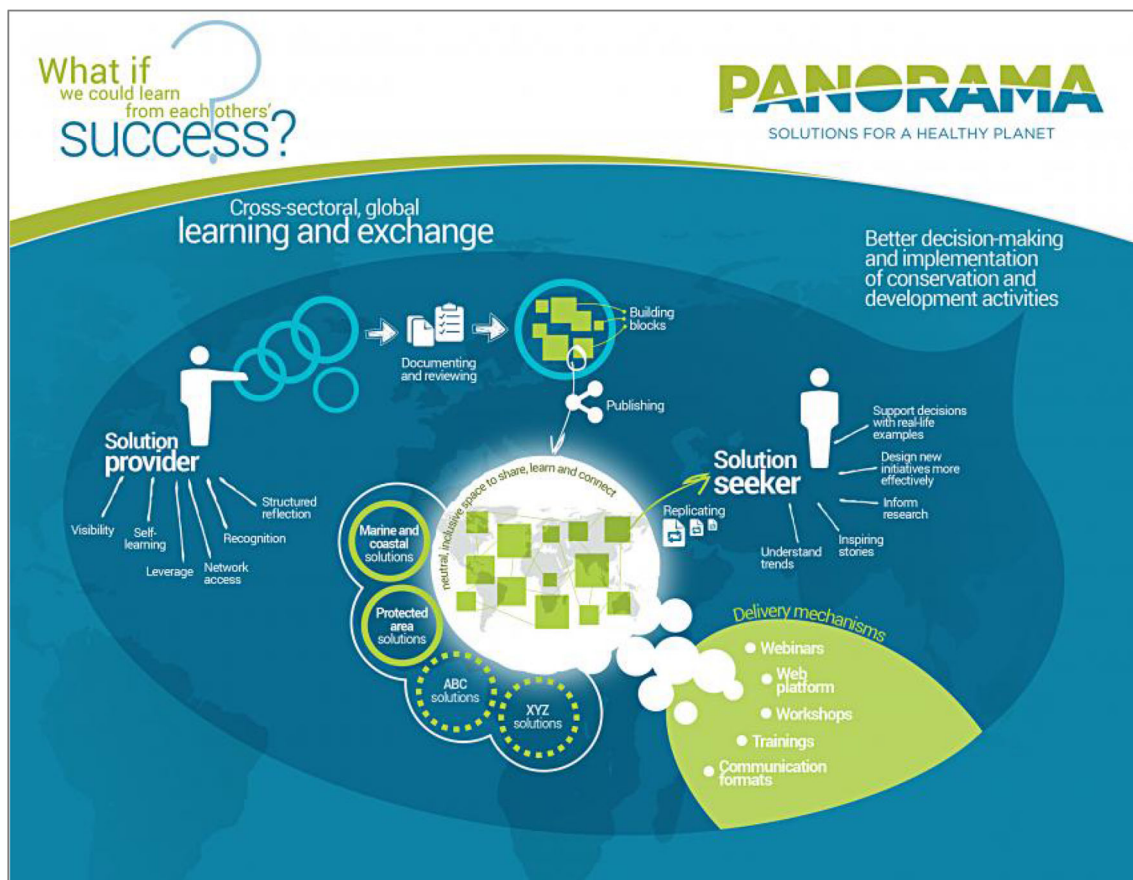 What if
we could learn
from each others'
success?
PANORAMA
SOLUTIONS FOR A HEALTHY PLANET
Cross-sectoral, global
learning and exchange
Better decision-making
and implementation
of conservation and
development activities
Documenting
and reviewing
Building
blocks
Publishing
Solution
provider
Visibility
Self-
learning
Leverage
Network
access
Recognition
Structured
reflection
neutral, inclusive space to share, learn and connect
Marine and
coastal
solutions
Protected
area
solutions
ABC
solutions
XYZ
solutions
Replicating
Solution
seeker
Support decisions
with real-life
examples
Design new
initiatives more
effectively
Inform
research
Inspiring
stories
Understand
trends
Delivery mechanisms
Webinars
Web
platform
Workshops
Trainings
Communication
formats